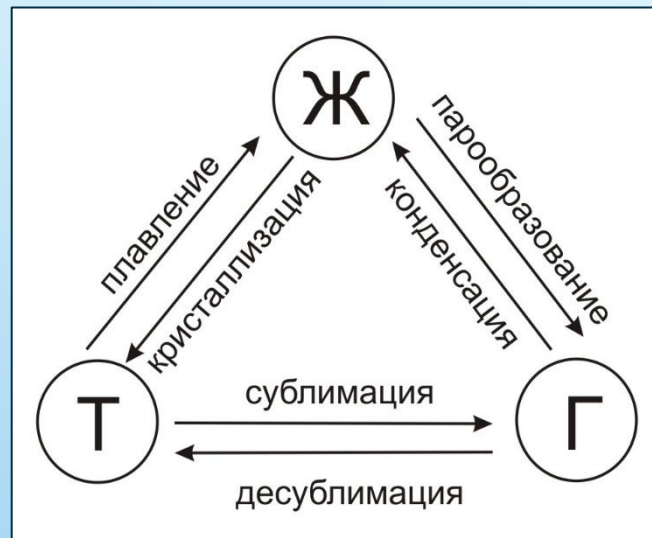 Ж
плавление
кристаллизация
конденсация
парообразование
Т
сублимация
десублимация
Г